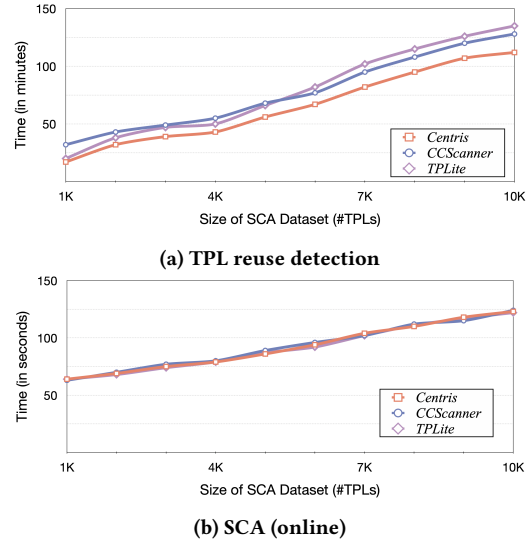 150
100
50
Time (in minutes)
Centris
CCScanner
TPLite
1K 4K 7K 10K
Size of SCA Dataset (#TPLs)
(a) TPL reuse detection
150
100
50
Time (in seconds)
Centris
CCScanner
TPLite
1K 4K 7K 10K
Size of SCA Dataset (#TPLs)
(b) SCA (online)